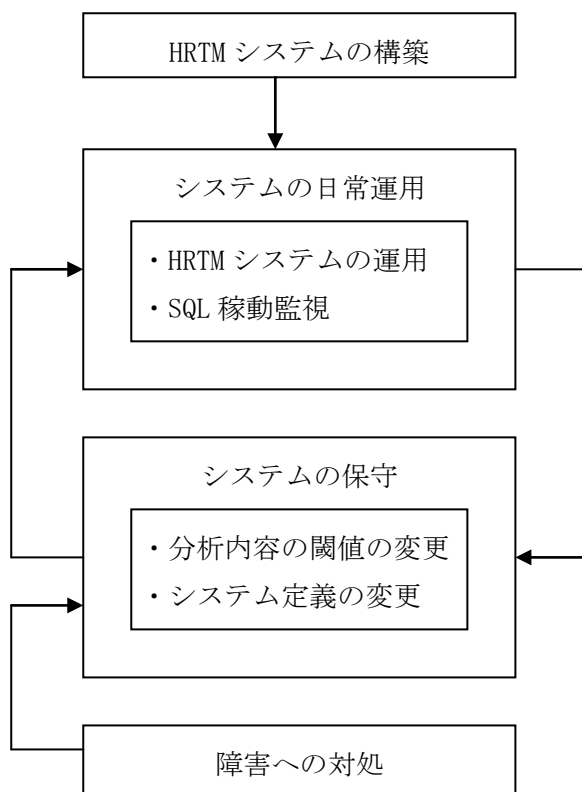 HRTM システムの構築
システムの日常運用
・HRTM システムの運用
・SQL 稼動監視
システムの保守
・分析内容の閾値の変更
・システム定義の変更
障害への対処